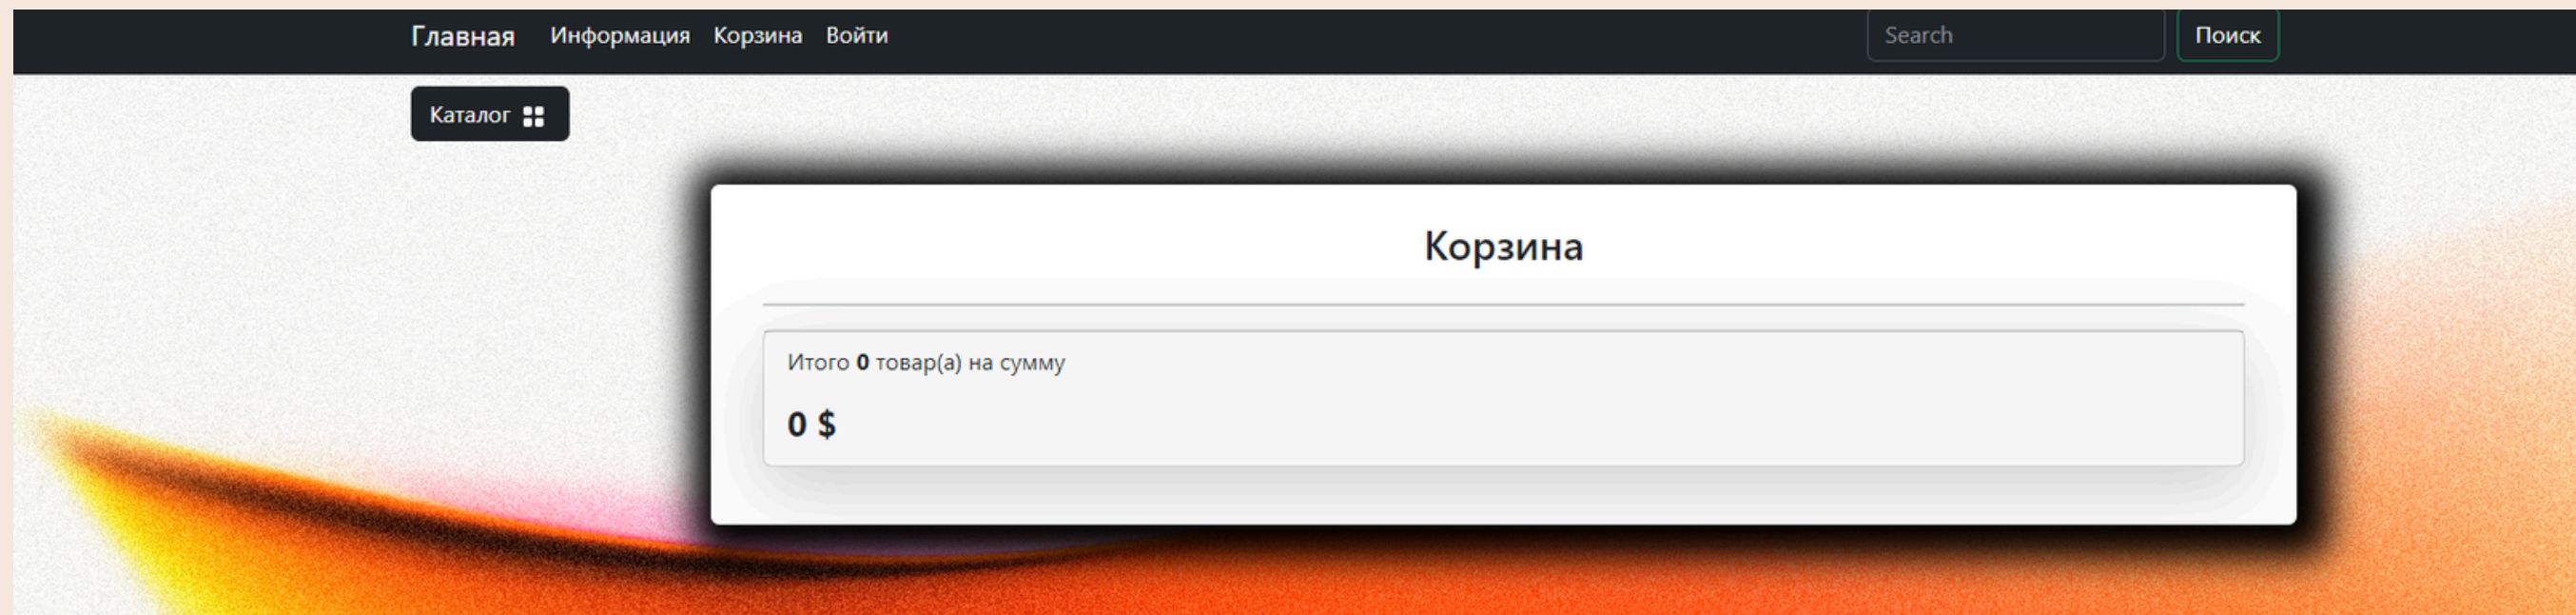 Главная Информация Корзина Войти Search Поиск
Каталог
Корзина
Итого 0 товар(а) на сумму
0 $